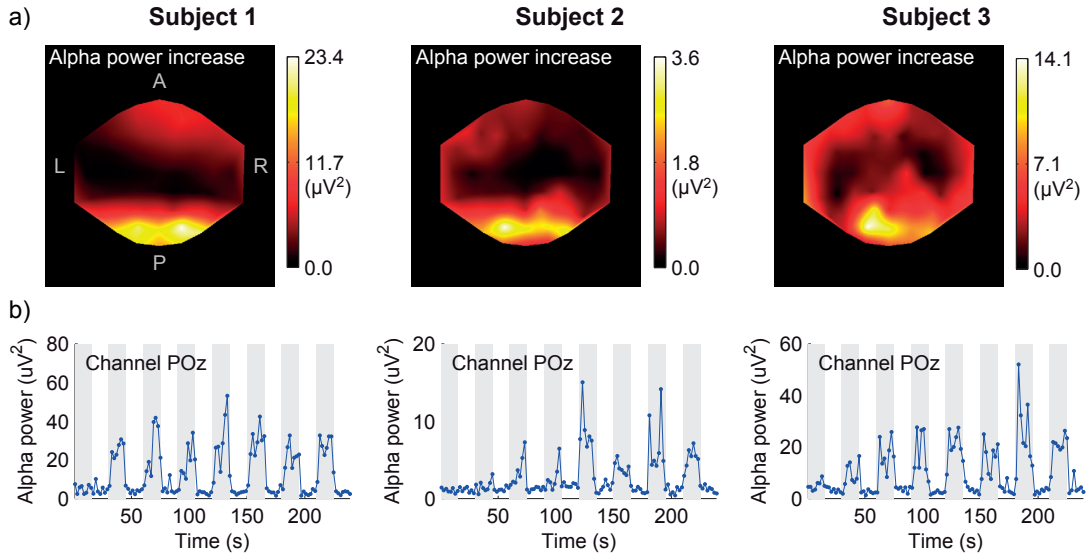 a)
Subject 1
Subject 2
Subject 3
Alpha power increase
A
L
R
P
23.4
11.7
(µV²)
0.0
Alpha power increase
3.6
1.8
(µV²)
0.0
Alpha power increase
14.1
7.1
(µV²)
0.0
b)
Alpha power (uV²)
80
60
40
20
0
Channel POz
50
100
150
200
Time (s)
Alpha power (uV²)
20
10
0
Channel POz
50
100
150
200
Time (s)
Alpha power (uV²)
60
40
20
0
Channel POz
50
100
150
200
Time (s)